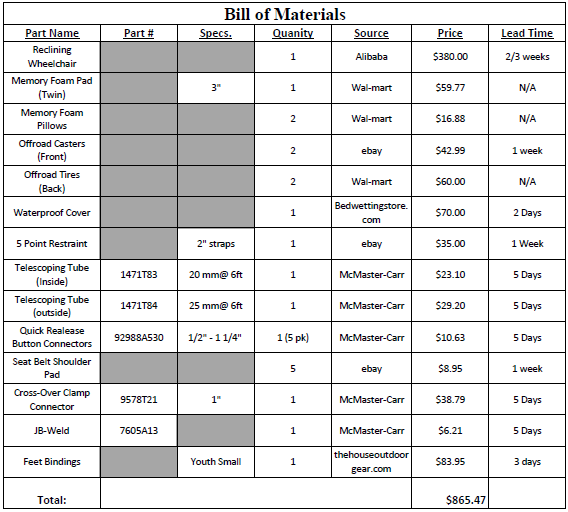 Bill of Materials
Part Name Part # Specs. Quanity Source Price Lead Time
Reclining
Wheelchair 1 Alibaba $380.00 2/3 weeks
Memory Foam Pad
(Twin) 3" 1 Wal-mart $59.77 N/A
Memory Foam
Pillows 2 Wal-mart $16.88 N/A
Offroad Casters
(Front) 2 ebay $42.99 1 week
Offroad Tires
(Back) 2 Wal-mart $60.00 N/A
Waterproof Cover 1 Bedwettingstore.
com $70.00 2 Days
5 Point Restraint 2" straps 1 ebay $35.00 1 Week
Telescoping Tube
(Inside) 1471T83 20 mm@ 6ft 1 McMaster-Carr $23.10 5 Days
Telescoping Tube
(outside) 1471T84 25 mm@ 6ft 1 McMaster-Carr $29.20 5 Days
Quick Realease
Button Connectors 92988A530 1/2" - 1 1/4" 1 (5 pk) McMaster-Carr $10.63 5 Days
Seat Belt Shoulder
Pad 5 ebay $8.95 1 week
Cross-Over Clamp
Connector 9578T21 1" 1 McMaster-Carr $38.79 5 Days
JB-Weld 7605A13 1 McMaster-Carr $6.21 5 Days
Feet Bindings Youth Small 1 thehouseoutdoor
gear.com $83.95 3 days
Total: $865.47